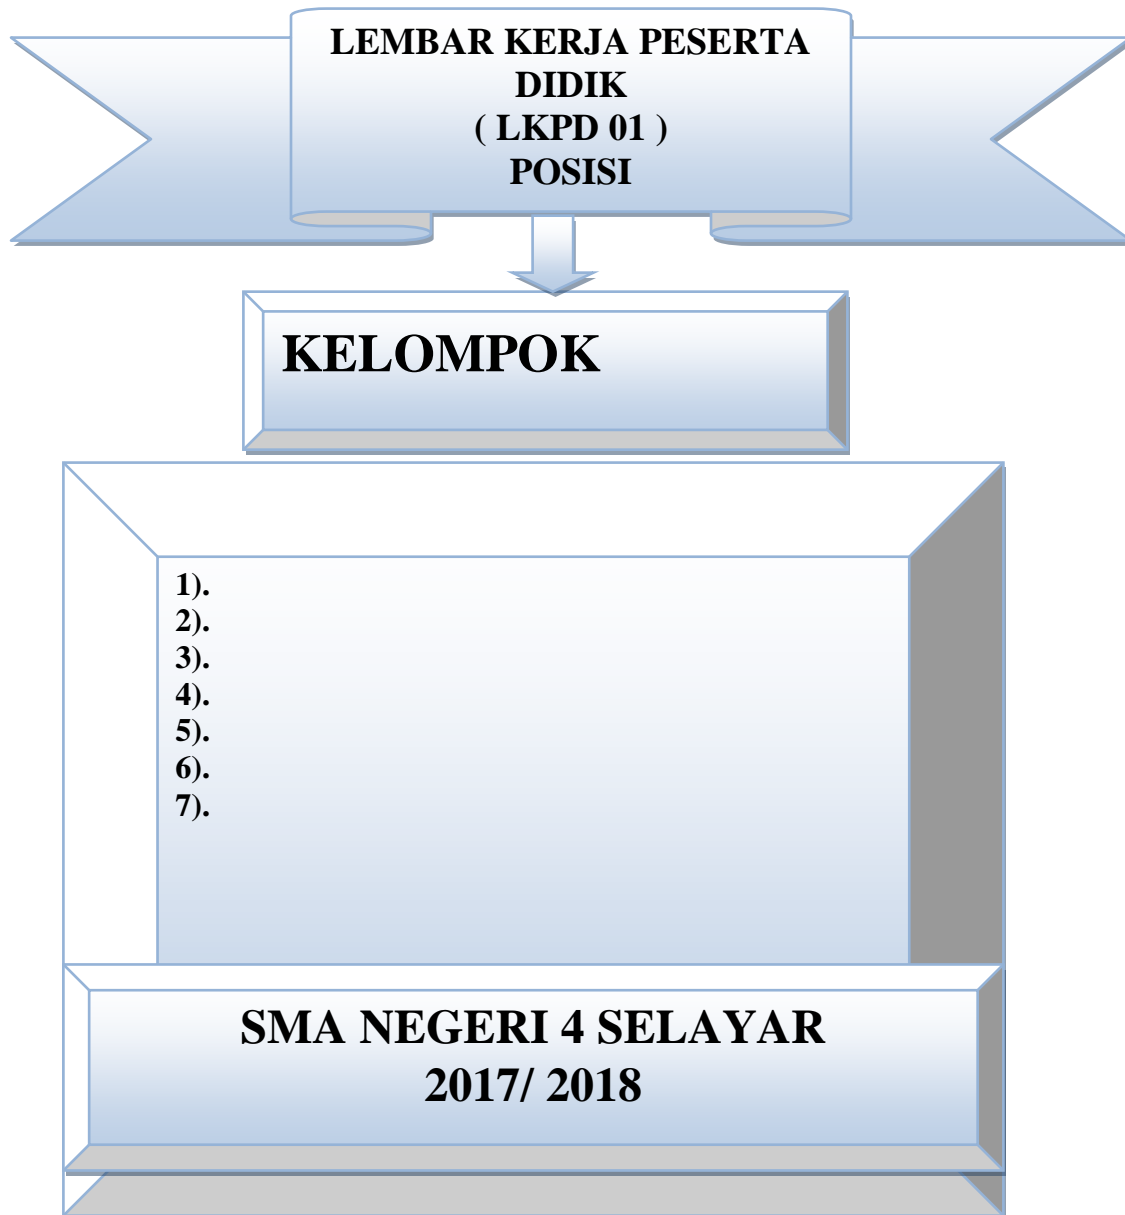 LEMBAR KERJA PESERTA
DIDIK
( LKPD 01 )
POSISI
KELOMPOK
1).
2).
3).
4).
5).
6).
7).
SMA NEGERI 4 SELAYAR
2017/ 2018